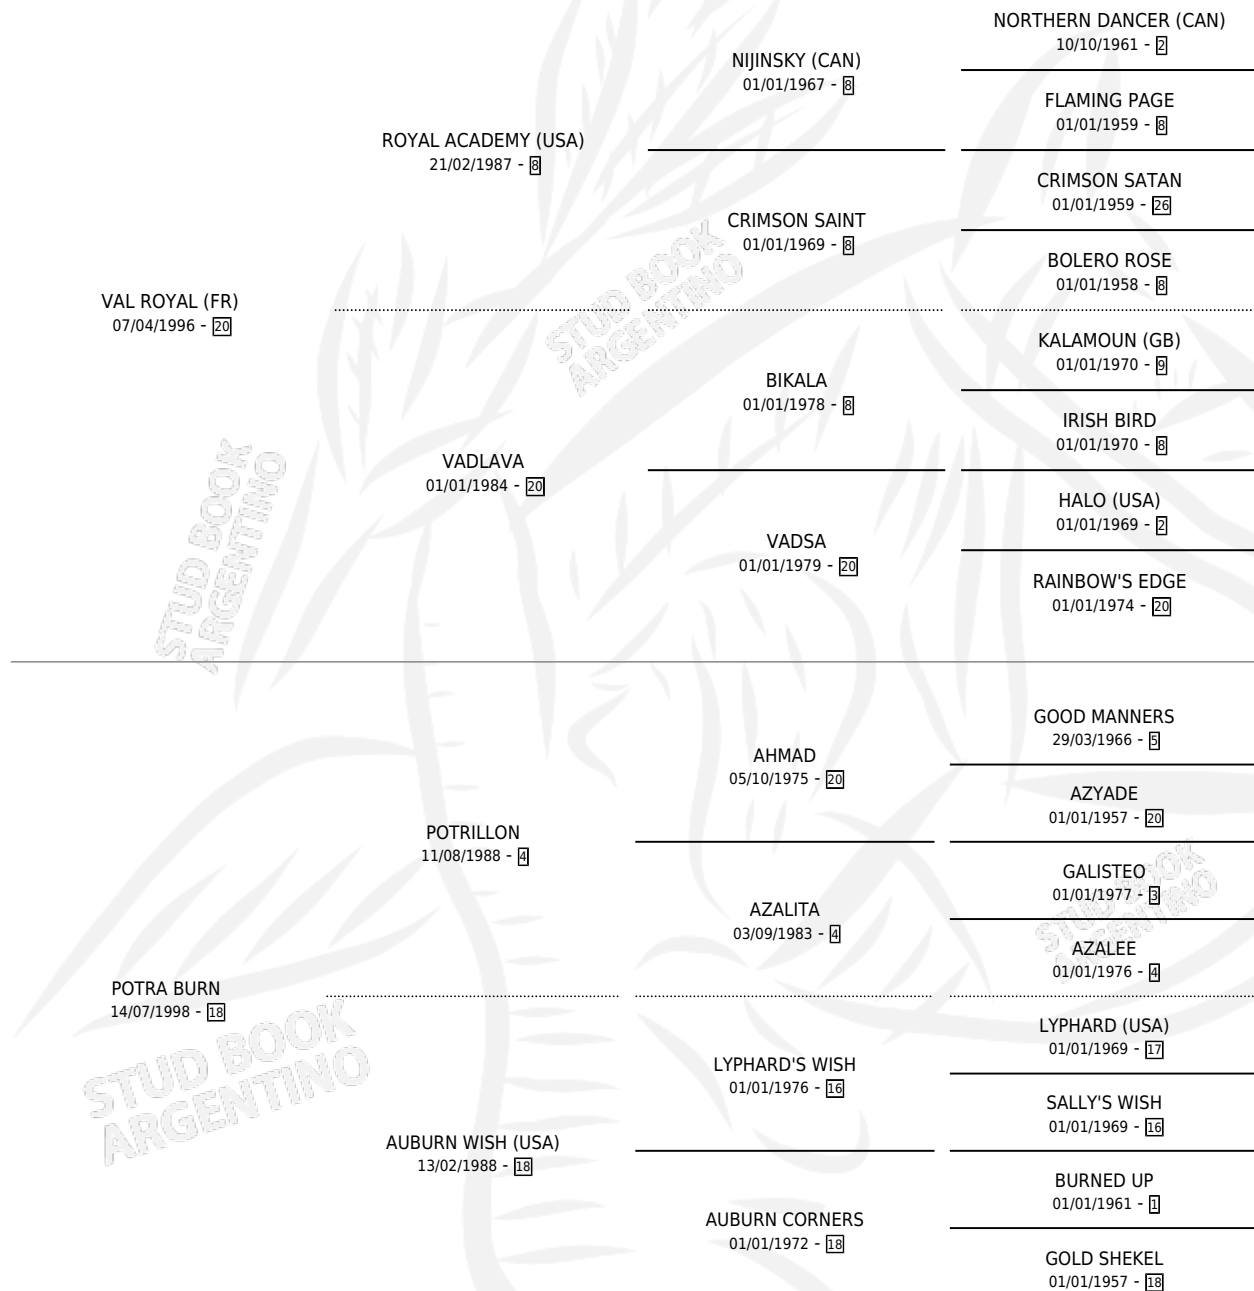 NORTHERN DANCER (CAN)
10/10/1961 - 2
NIJINSKY (CAN)
01/01/1967 - 8
FLAMING PAGE
01/01/1959 - 8
ROYAL ACADEMY (USA)
21/02/1987 - 8
CRIMSON SATAN
01/01/1959 - 26
CRIMSON SAINT
01/01/1969 - 8
BOLERO ROSE
01/01/1958 - 8
VAL ROYAL (FR)
07/04/1996 - 20
KALAMOUN (GB)
01/01/1970 - 9
BIKALA
01/01/1978 - 8
IRISH BIRD
01/01/1970 - 8
VADLAVA
01/01/1984 - 20
HALO (USA)
01/01/1969 - 2
VADSA
01/01/1979 - 20
RAINBOW'S EDGE
01/01/1974 - 20
STUD BOOK
ARGENTINO
STUD BOOK
ARGENTINO
GOOD MANNERS
29/03/1966 - 5
AHMAD
05/10/1975 - 20
AZYADE
01/01/1957 - 20
POTRILLON
11/08/1988 - 4
GALISTEO
01/01/1977 - 3
AZALITA
03/09/1983 - 4
AZALEE
01/01/1976 - 4
POTRA BURN
14/07/1998 - 18
LYPHARD (USA)
01/01/1969 - 17
LYPHARD'S WISH
01/01/1976 - 16
SALLY'S WISH
01/01/1969 - 16
AUBURN WISH (USA)
13/02/1988 - 18
BURNED UP
01/01/1961 - 1
AUBURN CORNERS
01/01/1972 - 18
GOLD SHEKEL
01/01/1957 - 18
STUD BOOK
ARGENTINO
STUD BOOK
ARGENTINO